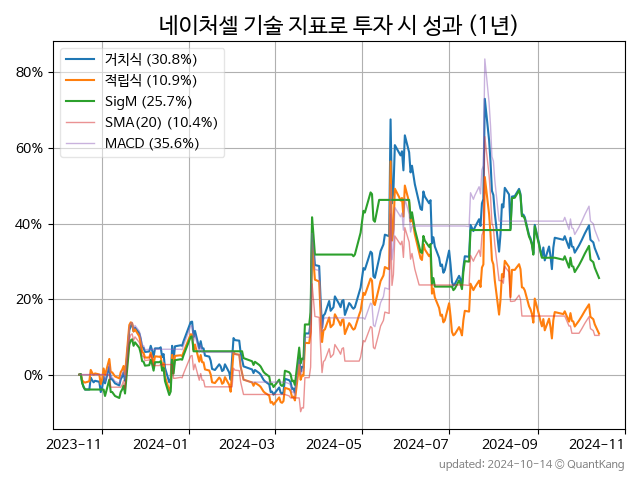 네이처셀 기술 지표로 투자 시 성과 (1년)
거치식 (30.8%)
적립식 (10.9%)
SigM (25.7%)
SMA(20) (10.4%)
MACD (35.6%)
80%
60%
40%
20%
0%
2023-11 2024-01 2024-03 2024-05 2024-07 2024-09 2024-11
updated: 2024-10-14 © QuantKang